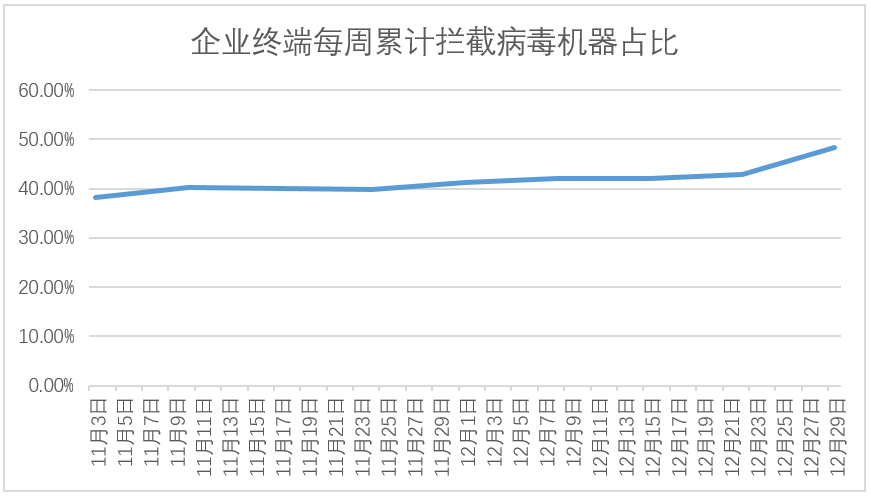 企业终端每周累计拦截病毒机器占比
60.00%
50.00%
40.00%
30.00%
20.00%
10.00%
0.00%
11月3日
11月5日
11月7日
11月9日
11月11日
11月13日
11月15日
11月17日
11月19日
11月21日
11月23日
11月25日
11月27日
11月29日
12月1日
12月3日
12月5日
12月7日
12月9日
12月11日
12月13日
12月15日
12月17日
12月19日
12月21日
12月23日
12月25日
12月27日
12月29日